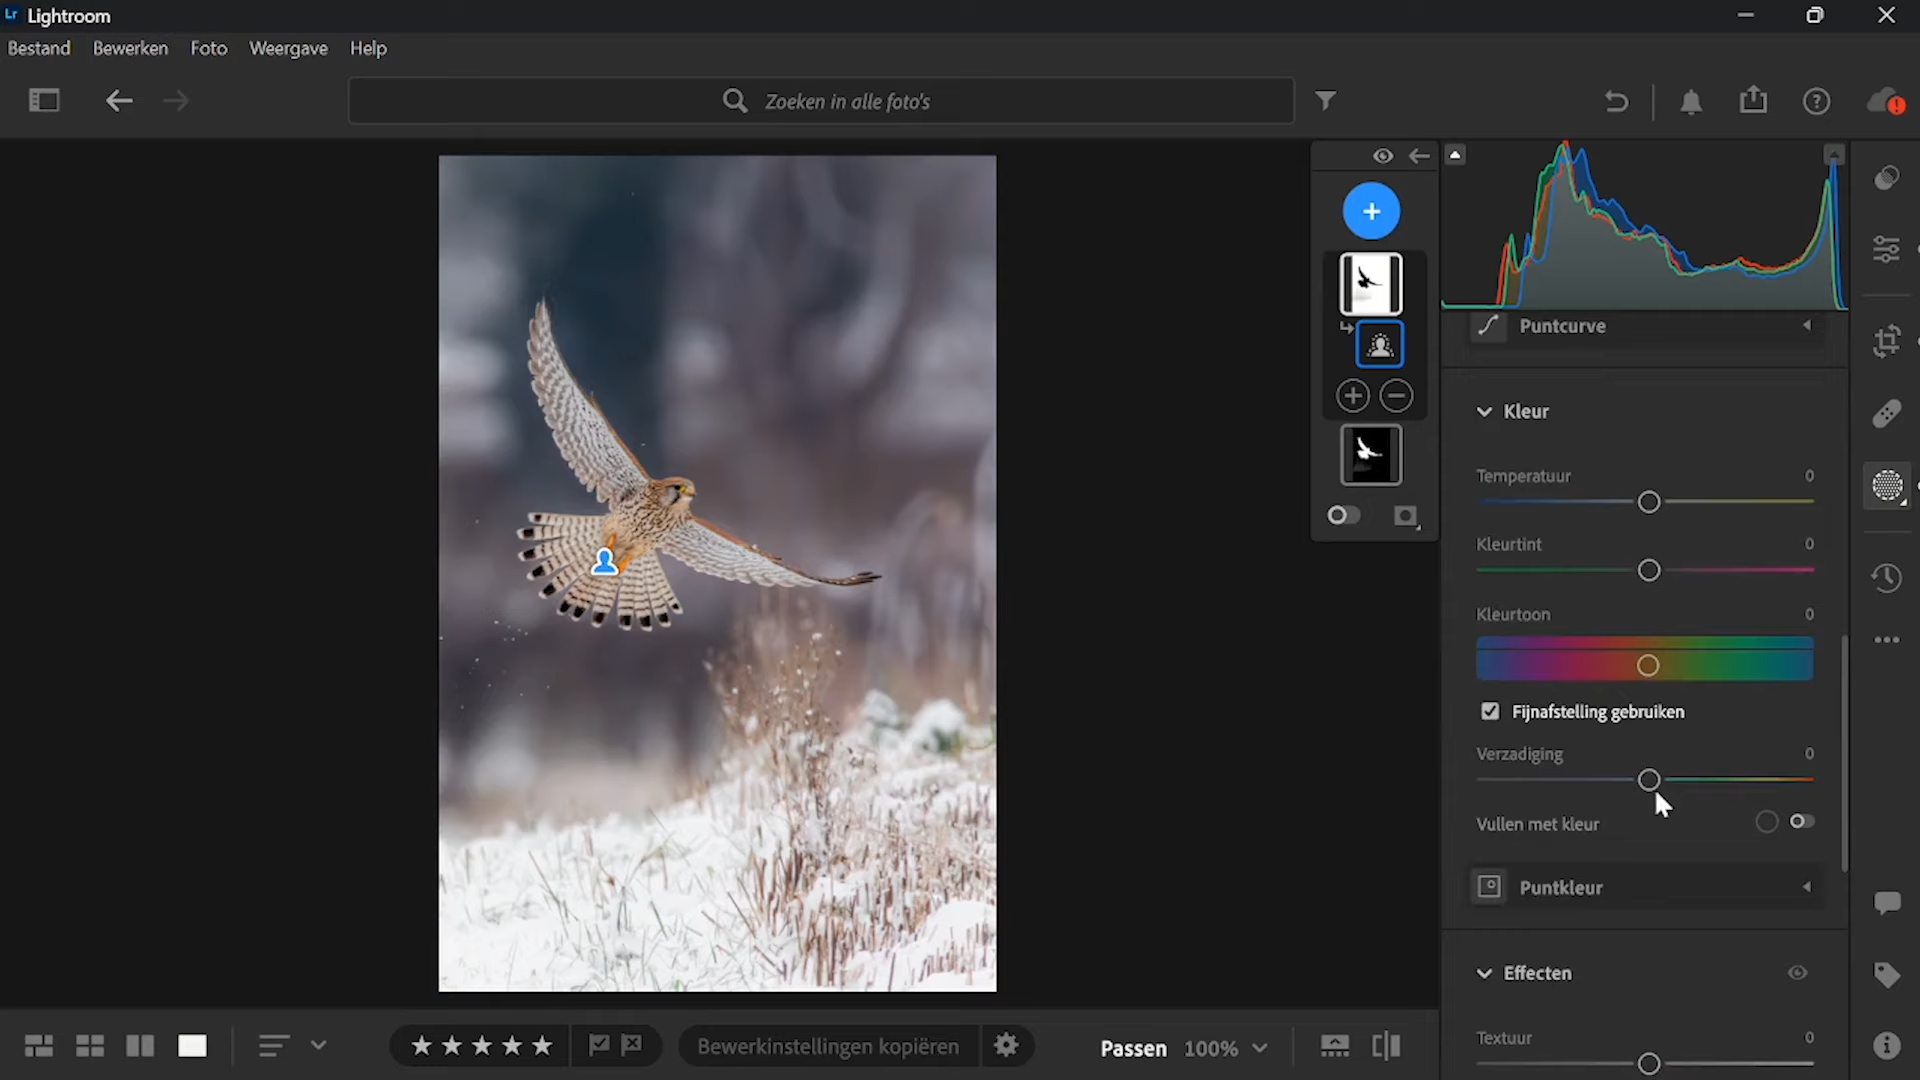 Lr Lightroom
Bestand Bewerken Foto Weergave Help
Zoeken in alle foto's
Puntcurve
Kleur
Temperatuur 0
Kleurtint 0
Kleurtoon 0
Fijnafstelling gebruiken
Verzadiging 0
Vullen met kleur
Puntkleur
Effecten
Textuur 0
Bewerkinstellingen kopiëren
Passen 100%